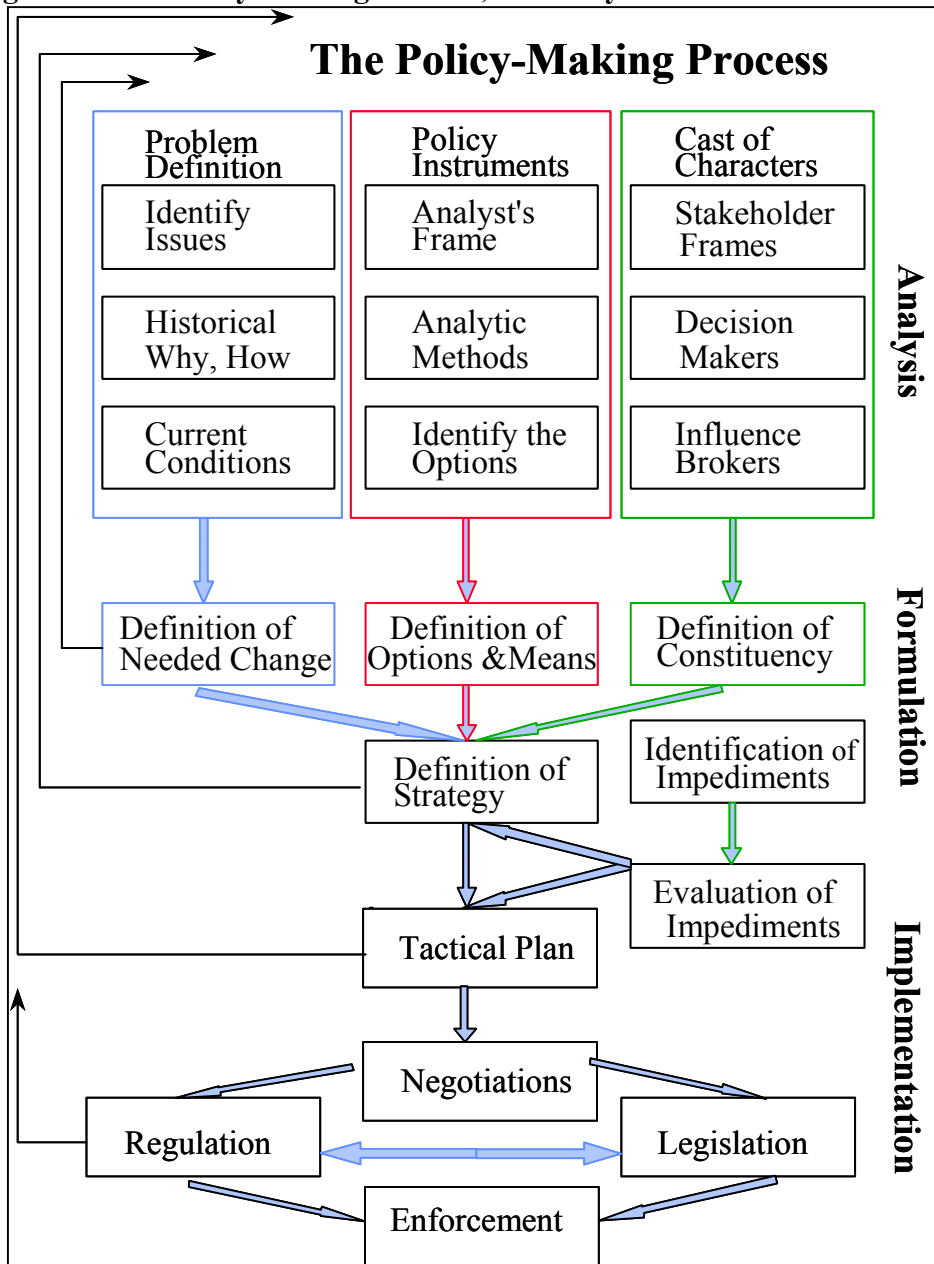 The Policy-Making Process
Problem
Definition
Identify
Issues
Historical
Why, How
Current
Conditions
Policy
Instruments
Analyst's
Frame
Analytic
Methods
Identify the
Options
Cast of
Characters
Stakeholder
Frames
Decision
Makers
Influence
Brokers
Analysis
Definition of
Needed Change
Definition of
Options &Means
Definition of
Constituency
Formulation
Definition of
Strategy
Identification of
Impediments
Evaluation of
Impediments
Tactical Plan
Implementation
Negotiations
Regulation
Legislation
Enforcement